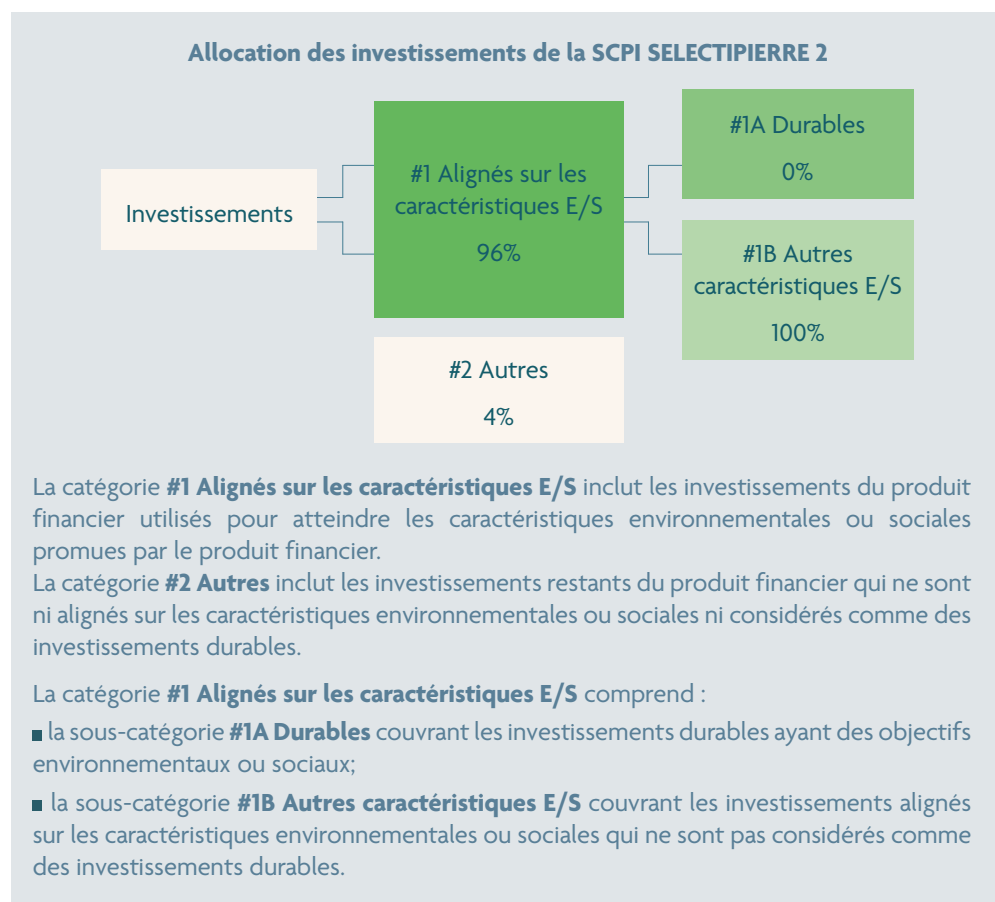 Allocation des investissements de la SCPI SELECTIPIERRE 2
Investissements
#1 Alignés sur les
caractéristiques E/S
96%
#1A Durables
0%
#1B Autres
caractéristiques E/S
100%
#2 Autres
4%
La catégorie #1 Alignés sur les caractéristiques E/S inclut les investissements du produit
financier utilisés pour atteindre les caractéristiques environnementales ou sociales
promues par le produit financier.
La catégorie #2 Autres inclut les investissements restants du produit financier qui ne sont
ni alignés sur les caractéristiques environnementales ou sociales ni considérés comme des
investissements durables.
La catégorie #1 Alignés sur les caractéristiques E/S comprend :
■ la sous-catégorie #1A Durables couvrant les investissements durables ayant des objectifs
environnementaux ou sociaux;
■ la sous-catégorie #1B Autres caractéristiques E/S couvrant les investissements alignés
sur les caractéristiques environnementales ou sociales qui ne sont pas considérés comme
des investissements durables.